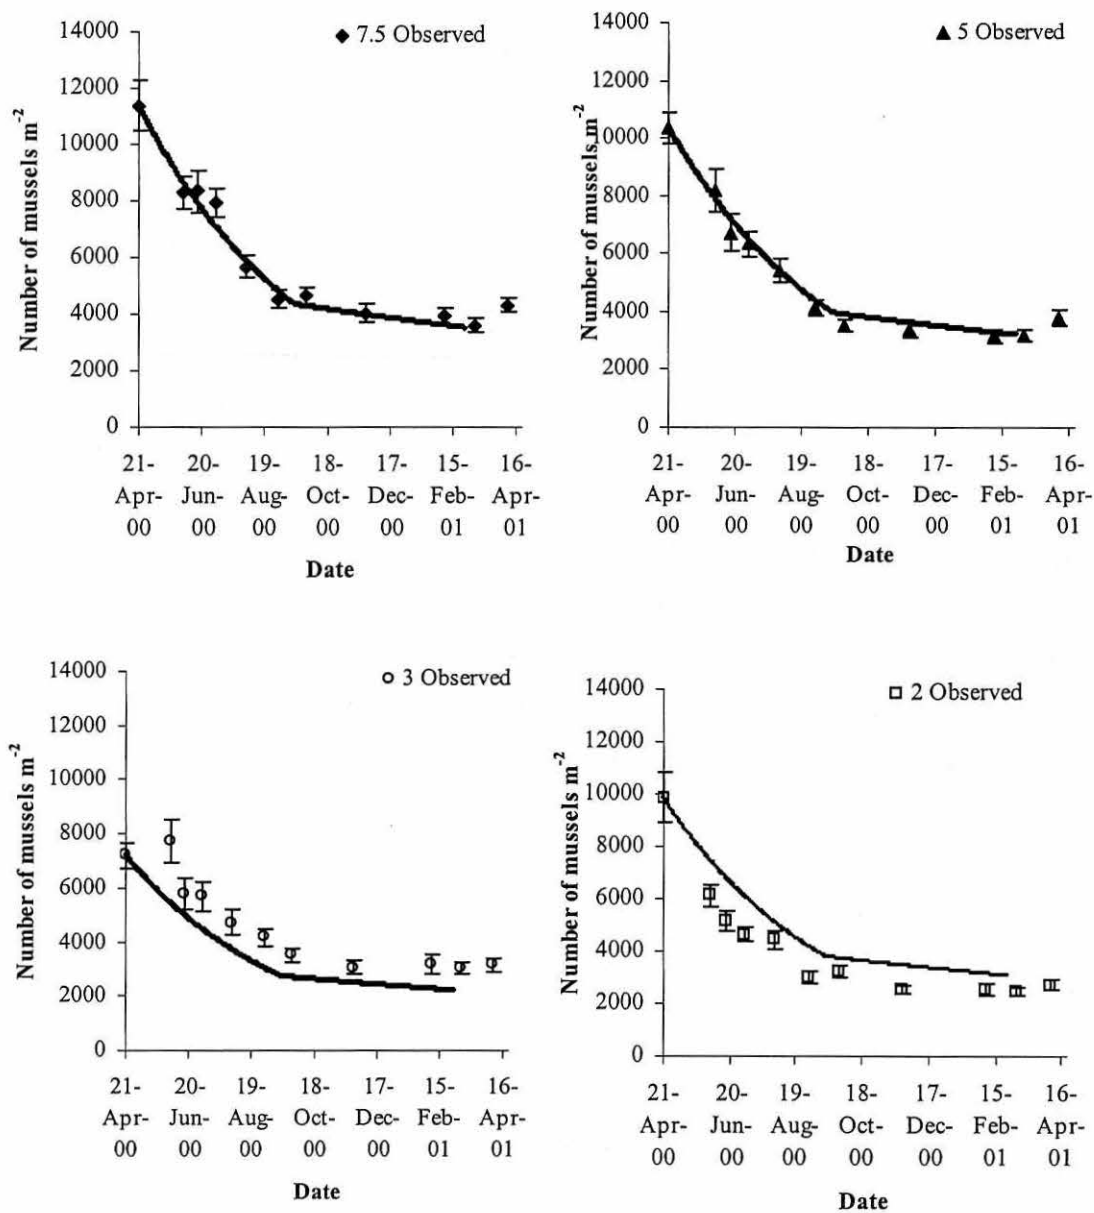 14000
12000
10000
8000
6000
4000
2000
0
Number of mussels m⁻²
7.5 Observed
21- 20- 19- 18- 17- 15- 16-
Apr- Jun- Aug- Oct- Dec- Feb- Apr-
00 00 00 00 00 01 01
Date
14000
12000
10000
8000
6000
4000
2000
0
Number of mussels m⁻²
5 Observed
21- 20- 19- 18- 17- 15- 16-
Apr- Jun- Aug- Oct- Dec- Feb- Apr-
00 00 00 00 00 01 01
Date
14000
12000
10000
8000
6000
4000
2000
0
Number of mussels m⁻²
3 Observed
21- 20- 19- 18- 17- 15- 16-
Apr- Jun- Aug- Oct- Dec- Feb- Apr-
00 00 00 00 00 01 01
Date
14000
12000
10000
8000
6000
4000
2000
0
Number of mussels m⁻²
2 Observed
21- 20- 19- 18- 17- 15- 16-
Apr- Jun- Aug- Oct- Dec- Feb- Apr-
00 00 00 00 00 01 01
Date